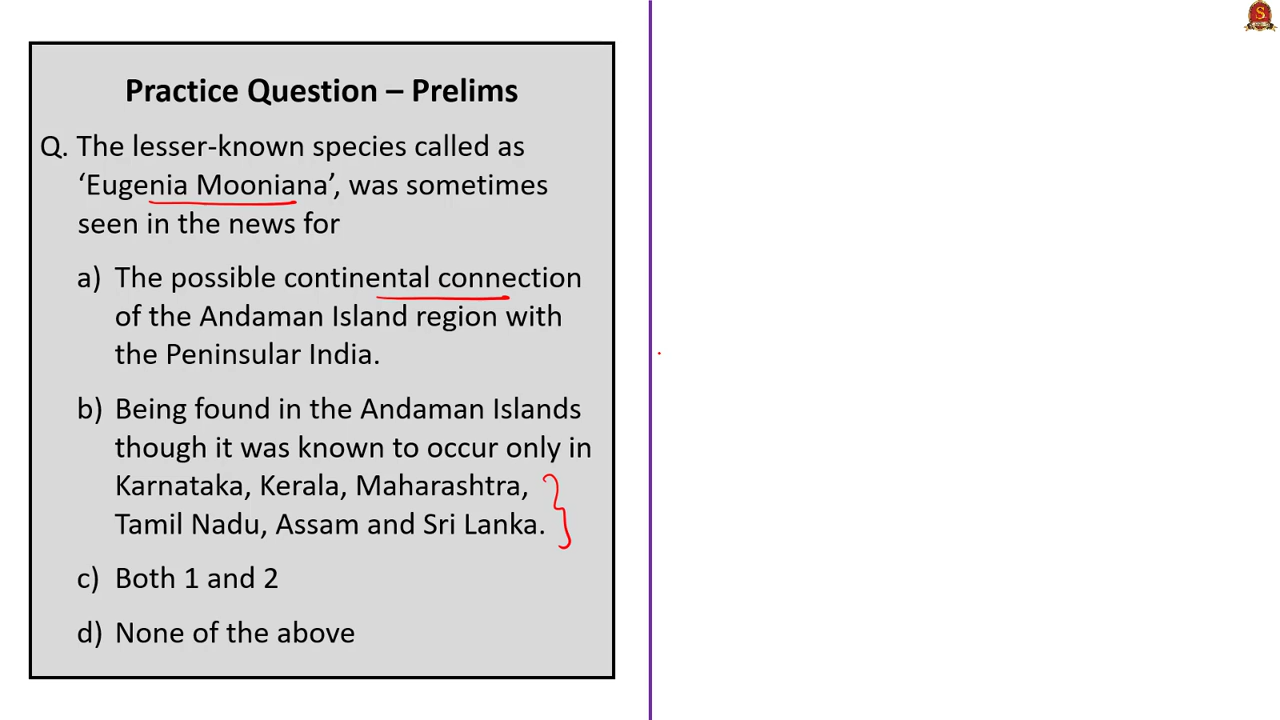 Practice Question – Prelims
Q. The lesser-known species called as
‘Eugenia Mooniana’, was sometimes
seen in the news for
a) The possible continental connection
of the Andaman Island region with
the Peninsular India.
b) Being found in the Andaman Islands
though it was known to occur only in
Karnataka, Kerala, Maharashtra,
Tamil Nadu, Assam and Sri Lanka.
c) Both 1 and 2
d) None of the above